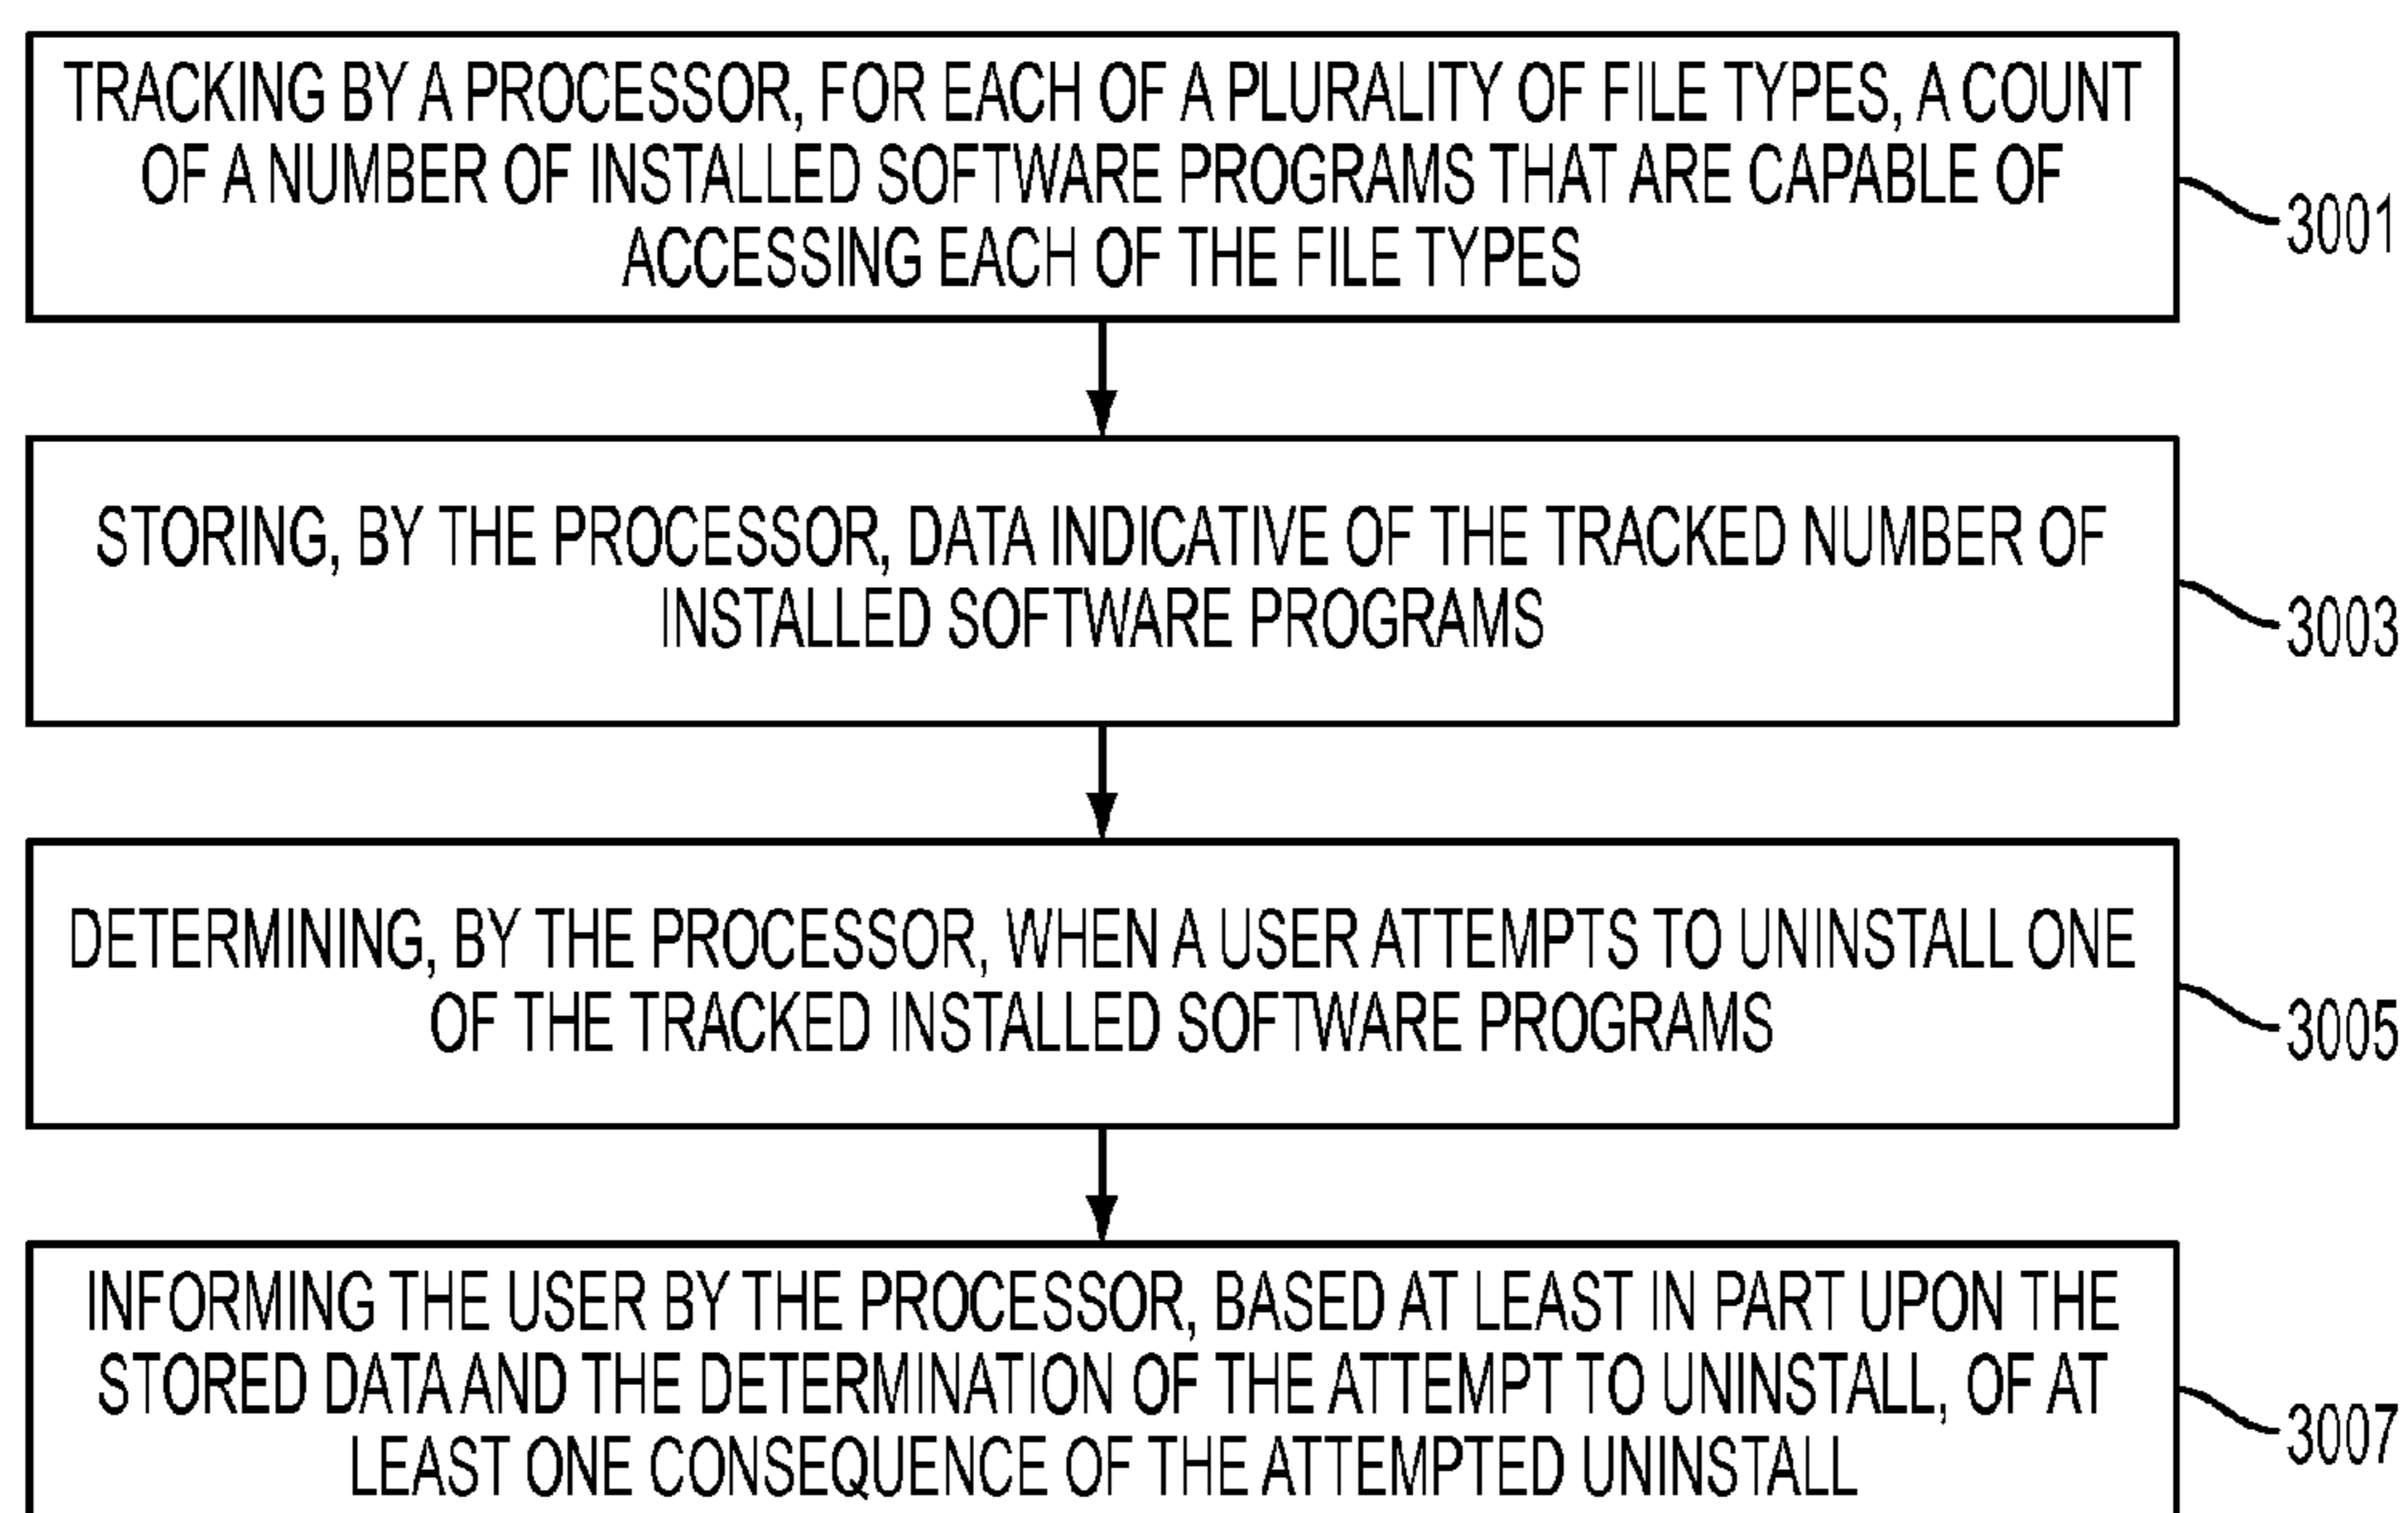 TRACKING BY A PROCESSOR, FOR EACH OF A PLURALITY OF FILE TYPES, A COUNT
OF A NUMBER OF INSTALLED SOFTWARE PROGRAMS THAT ARE CAPABLE OF
ACCESSING EACH OF THE FILE TYPES
3001
STORING, BY THE PROCESSOR, DATA INDICATIVE OF THE TRACKED NUMBER OF
INSTALLED SOFTWARE PROGRAMS
3003
DETERMINING, BY THE PROCESSOR, WHEN A USER ATTEMPTS TO UNINSTALL ONE
OF THE TRACKED INSTALLED SOFTWARE PROGRAMS
3005
INFORMING THE USER BY THE PROCESSOR, BASED AT LEAST IN PART UPON THE
STORED DATA AND THE DETERMINATION OF THE ATTEMPT TO UNINSTALL, OF AT
LEAST ONE CONSEQUENCE OF THE ATTEMPTED UNINSTALL
3007